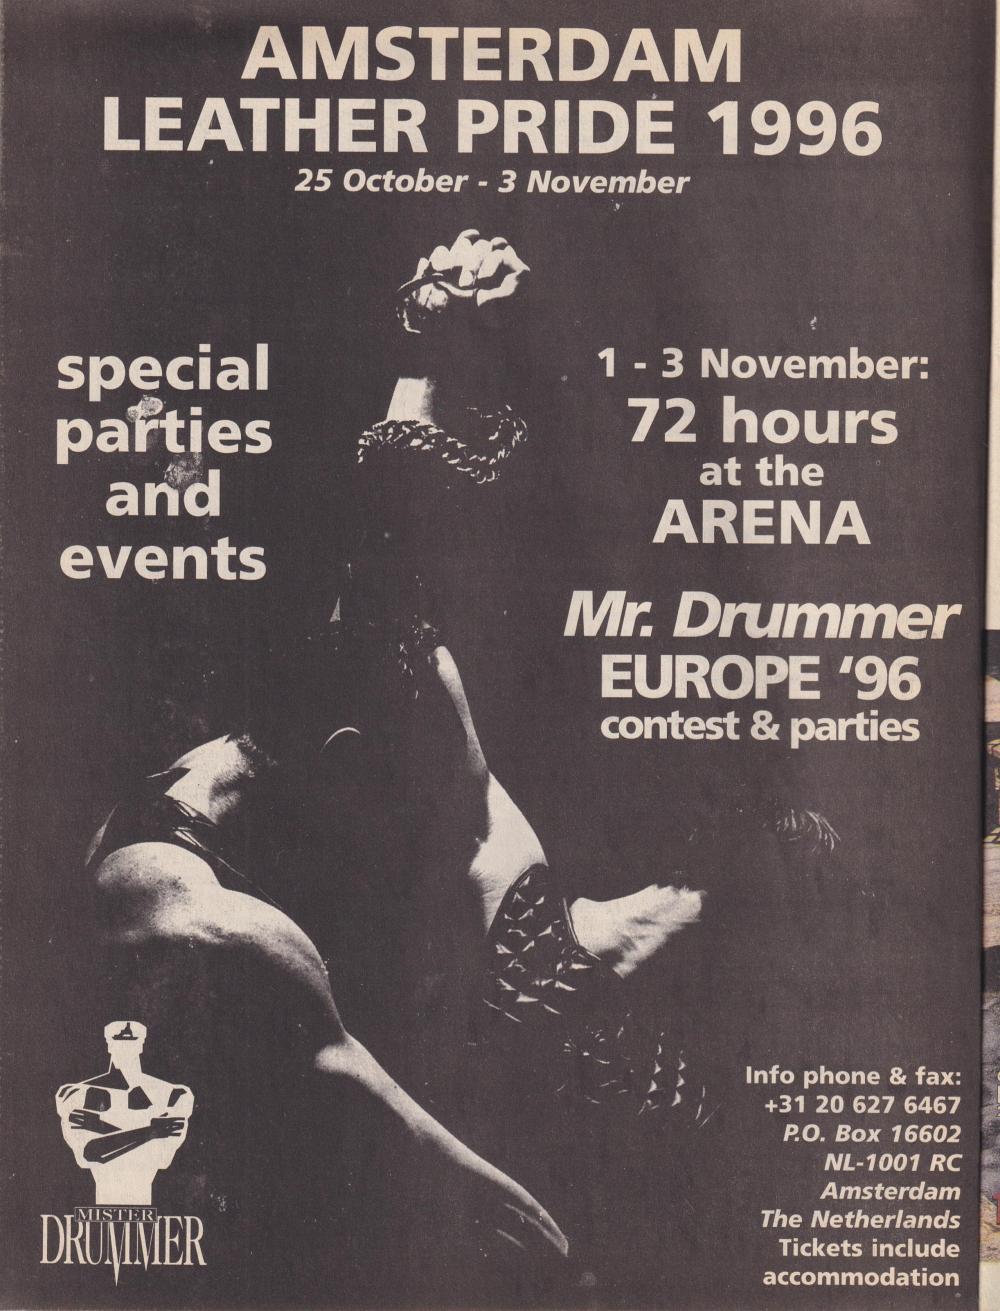 AMSTERDAM
LEATHER PRIDE 1996
25 October - 3 November
special
parties
and
events
1 - 3 November:
72 hours
at the
ARENA
Mr. Drummer
EUROPE ‘96
contest & parties
MISTER
DRUMMER
Info phone & fax:
+31 20 627 6467
P.O. Box 16602
NL-1001 RC
Amsterdam
The Netherlands
Tickets include
accommodation